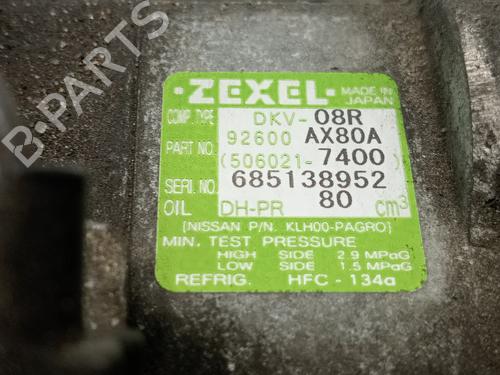 B-PARTS
ZEXEL MADE IN JAPAN
COMP. TYPE DKV-08R
PART NO. 92600 AX80A
(506021-7400
SERI. NO. 685138952
OIL DH-PR 80 cm3
(NISSAN P/N. KLH00-PAGR0)
MIN. TEST PRESSURE
HIGH SIDE 2.9 MPaG
LOW SIDE 1.5 MPaG
REFRIG. HFC - 134a